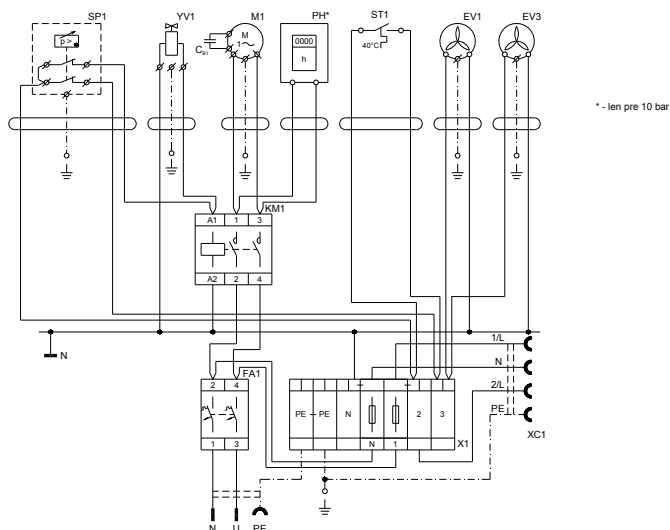 SP1 YV1 M1 PH* ST1 EV1 EV3
p >
CB1
M
1
0000
h
40°C
* - len pre 10 bar
KM1
A1 1 3
A2 2 4
N
1/L
N
2/L
PE
XC1
FA1
2 4
1 3
PE PE N 2 3
N 1
X1
N U PE